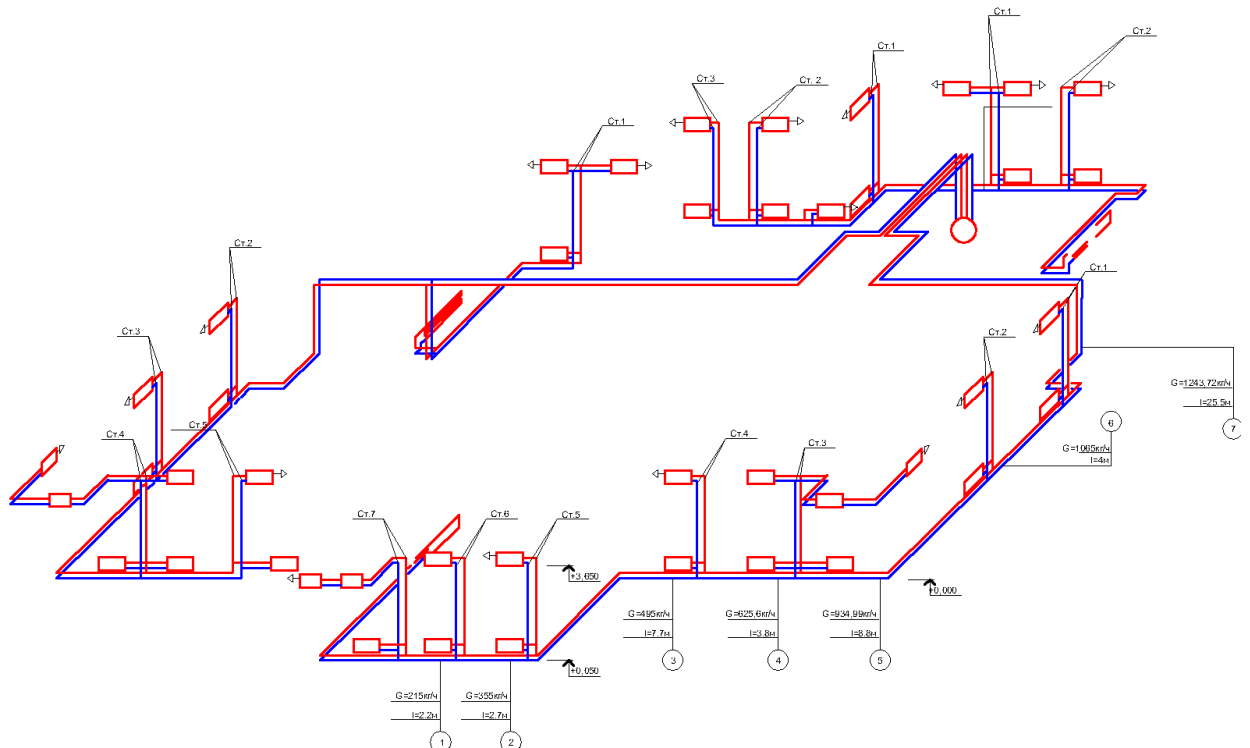 Ст.1
Ст.2
Ст.1
Ст.3
Ст. 2
Ст.1
Ст.2
Ст.1
Ст.3
Ст.2
G=1243,72кг/ч
l=25.5м
7
6
G=1065кг/ч
l=4м
Ст.5
Ст.4
Ст.4
Ст.3
Ст.7
Ст.6
Ст.5
+3,650
+0,000
G=495кг/ч
l=7.7м
3
G=625,6кг/ч
l=3.8м
4
G=934,99кг/ч
l=8.8м
5
+0,050
G=215кг/ч
l=2.2м
1
G=355кг/ч
l=2.7м
2